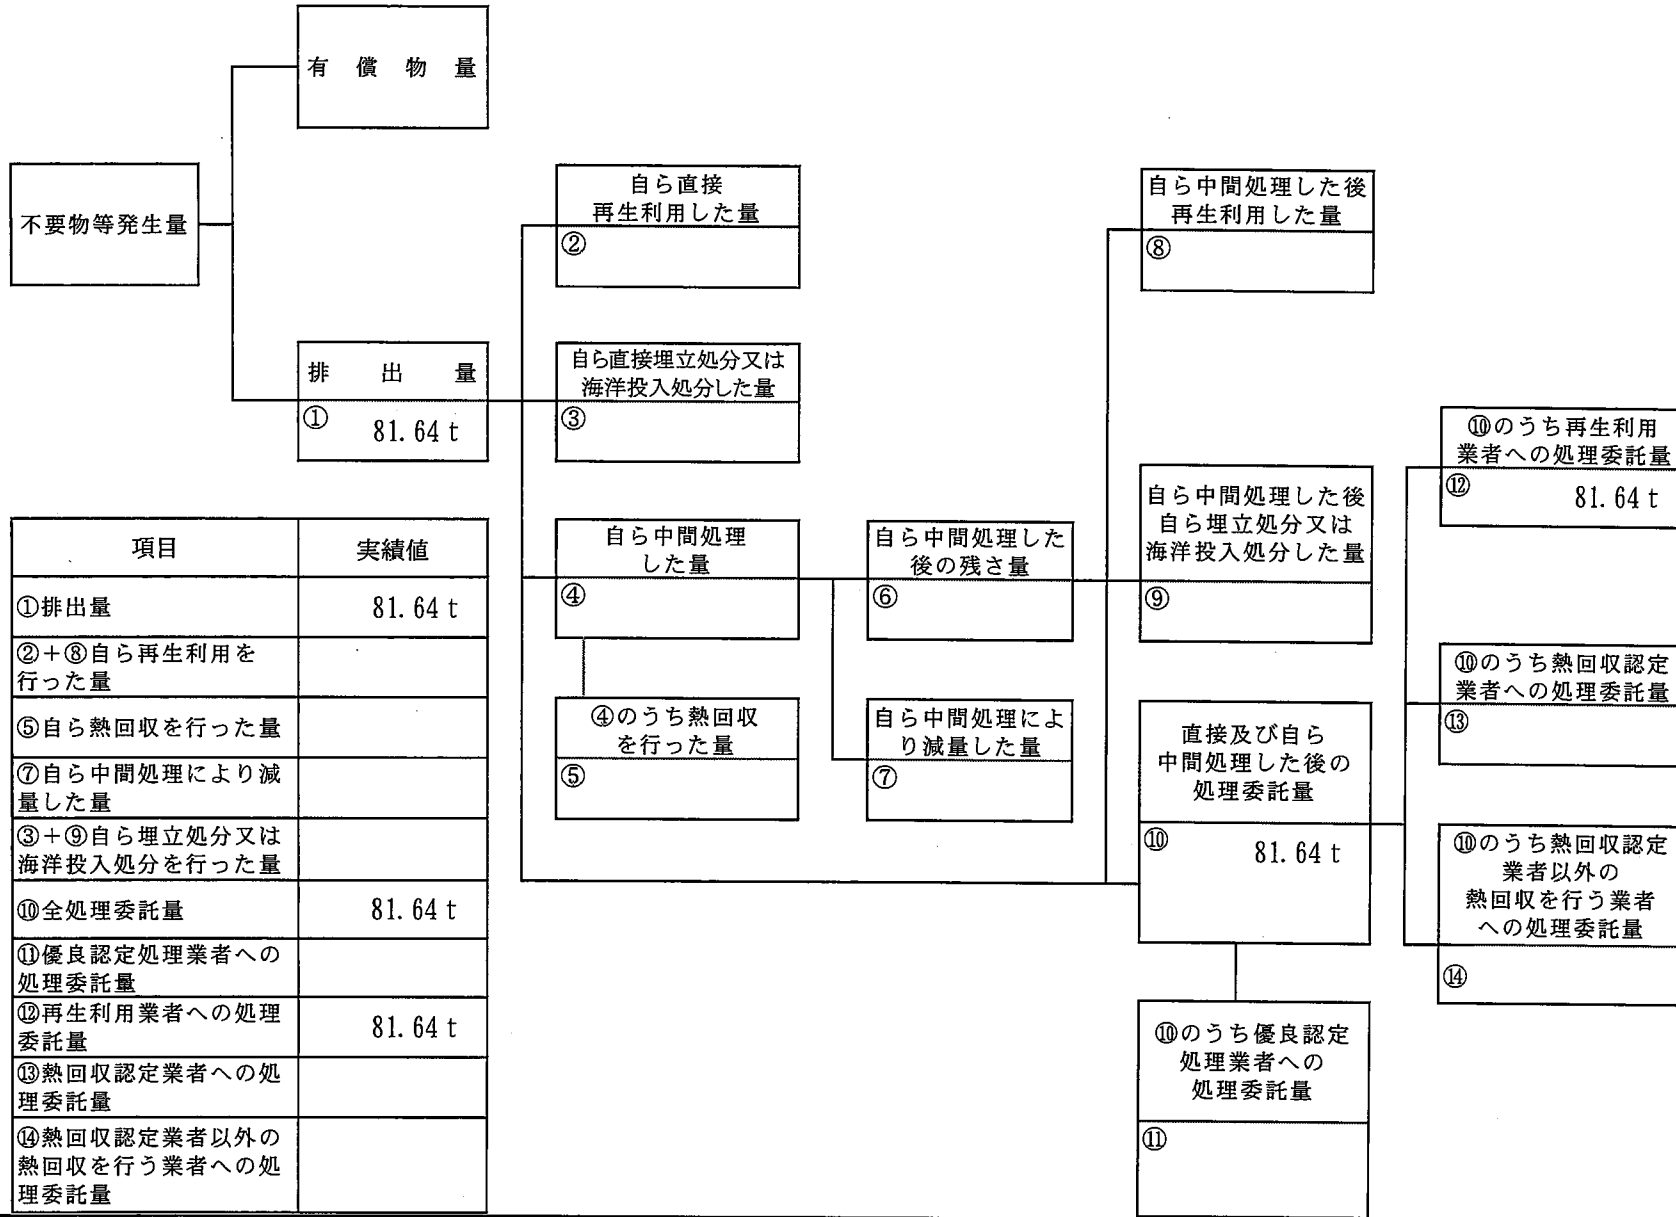 有償物量
不要物等発生量
排出量
① 81.64 t
自ら直接
再生利用した量
②
自ら直接埋立処分又は
海洋投入処分した量
③
自ら中間処理
した量
④
④のうち熱回収
を行った量
⑤
自ら中間処理した
後の残さ量
⑥
自ら中間処理によ
り減量した量
⑦
自ら中間処理した後
再生利用した量
⑧
自ら中間処理した後
自ら埋立処分又は
海洋投入処分した量
⑨
直接及び自ら
中間処理した後の
処理委託量
⑩ 81.64 t
⑩のうち優良認定
処理業者への
処理委託量
⑪
⑩のうち再生利用
業者への処理委託量
⑫ 81.64 t
⑩のうち熱回収認定
業者への処理委託量
⑬
⑩のうち熱回収認定
業者以外の
熱回収を行う業者
への処理委託量
⑭
項目 実績値
①排出量 81.64 t
②+⑧自ら再生利用を
行った量
⑤自ら熱回収を行った量
⑦自ら中間処理により減
量した量
③+⑨自ら埋立処分又は
海洋投入処分を行った量
⑩全処理委託量 81.64 t
⑪優良認定処理業者への
処理委託量
⑫再生利用業者への処理
委託量 81.64 t
⑬熱回収認定業者への処
理委託量
⑭熱回収認定業者以外の
熱回収を行う業者への処
理委託量